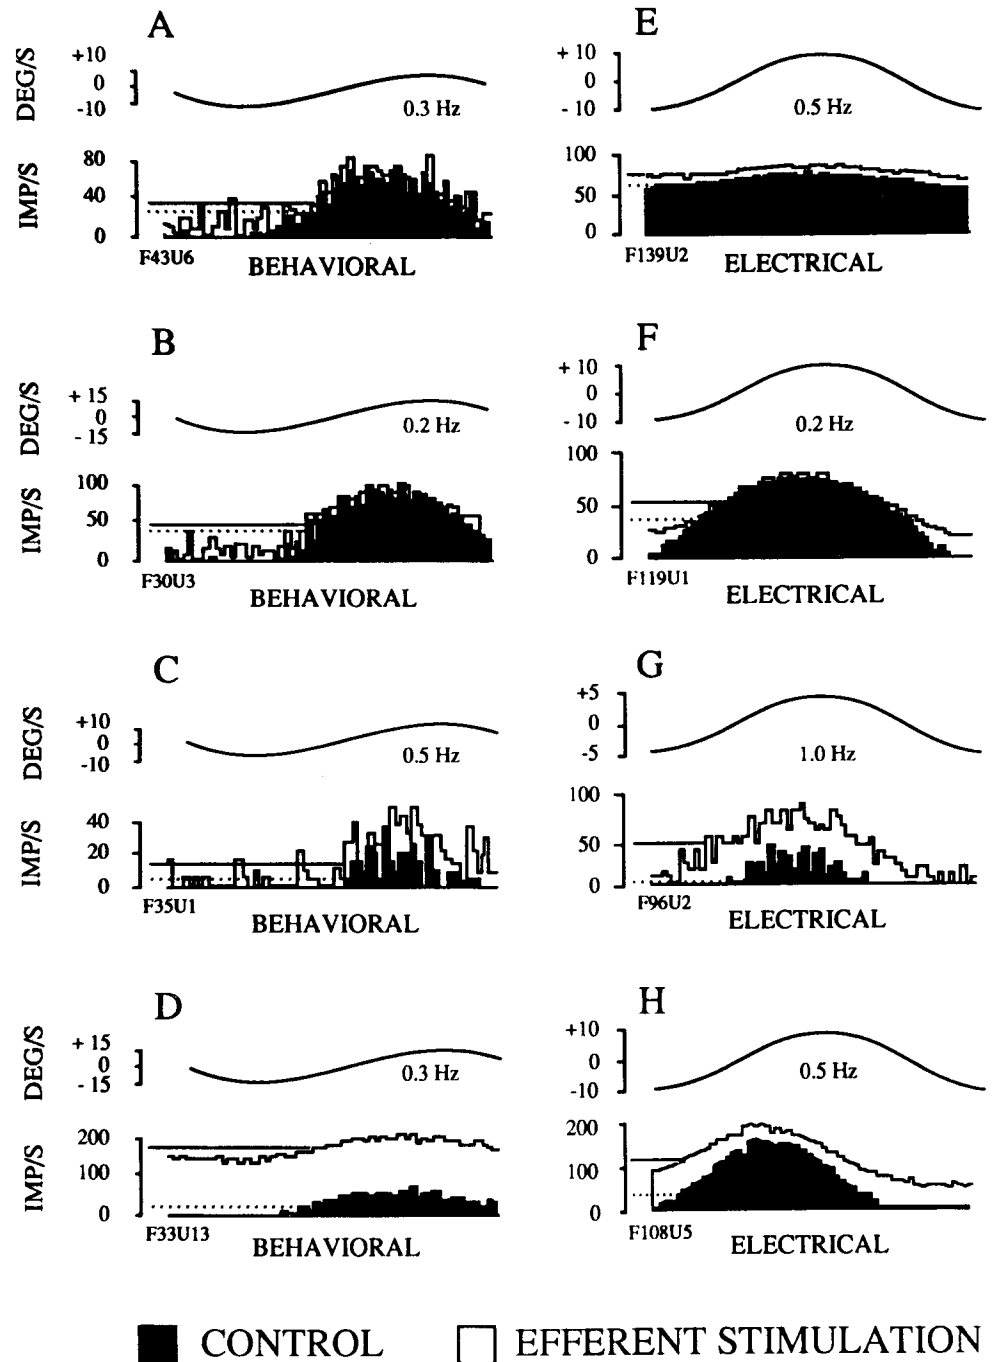 A
DEG/S
+10
0
-10
0.3 Hz
IMP/S
80
40
0
F43U6
BEHAVIORAL
B
DEG/S
+ 15
0
- 15
0.2 Hz
IMP/S
100
50
0
F30U3
BEHAVIORAL
C
DEG/S
+10
0
-10
0.5 Hz
IMP/S
40
20
0
F35U1
BEHAVIORAL
D
DEG/S
+ 15
0
- 15
0.3 Hz
IMP/S
200
100
0
F33U13
BEHAVIORAL
E
+ 10
0
- 10
0.5 Hz
100
50
0
F139U2
ELECTRICAL
F
+ 10
0
- 10
0.2 Hz
100
50
0
F119U1
ELECTRICAL
G
+5
0
-5
1.0 Hz
100
50
0
F96U2
ELECTRICAL
H
+10
0
-10
0.5 Hz
200
100
0
F108U5
ELECTRICAL
CONTROL
EFFERENT STIMULATION